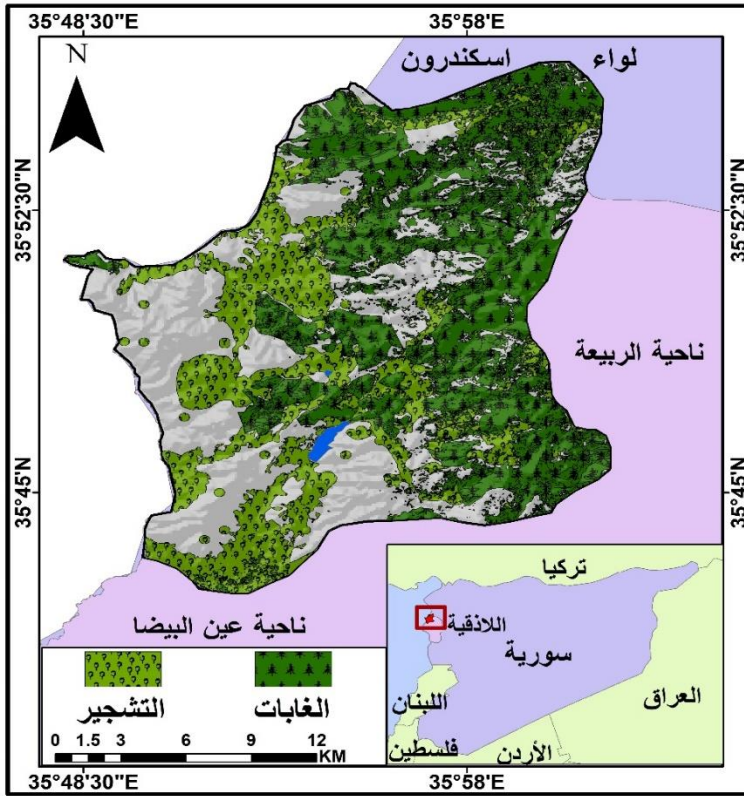 35°48'30"E 35°58'E
N
لواء اسكندرون
35°52'30"N 35°52'30"N
ناحية الربيعة
35°45'N 35°45'N
ناحية عين البيضا
الغابات التشجير
0 1.5 3 6 9 12
KM
تركيا
اللاذقية
سورية
العراق
اللبنان
فلسطين
الأردن
35°48'30"E 35°58'E